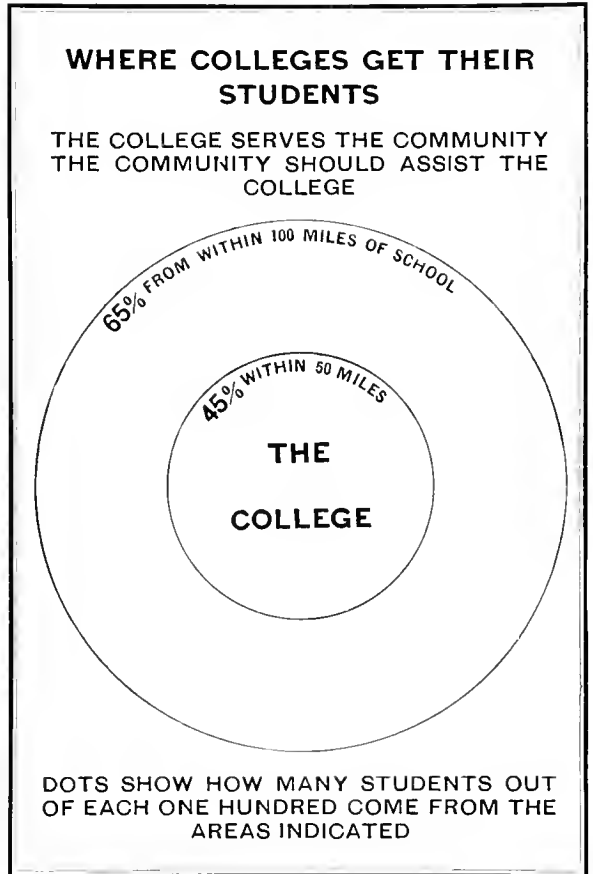 WHERE COLLEGES GET THEIR
STUDENTS
THE COLLEGE SERVES THE COMMUNITY
THE COMMUNITY SHOULD ASSIST THE
COLLEGE
65% FROM WITHIN 100 MILES OF SCHOOL
45% WITHIN 50 MILES
THE
COLLEGE
DOTS SHOW HOW MANY STUDENTS OUT
OF EACH ONE HUNDRED COME FROM THE
AREAS INDICATED